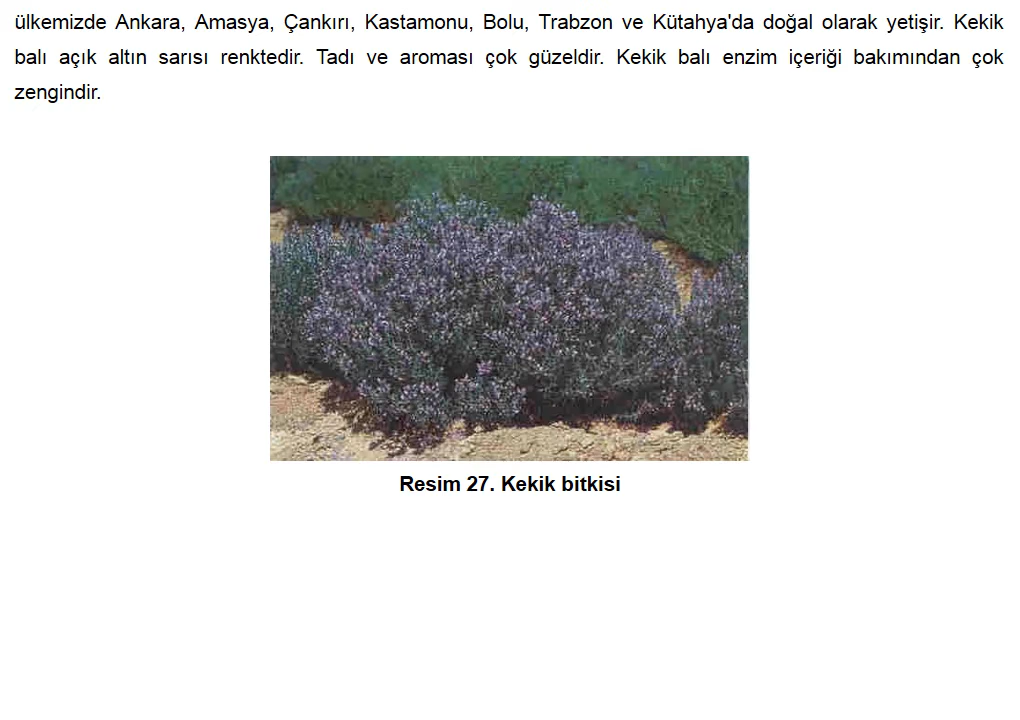 ülkemizde Ankara, Amasya, Çankırı, Kastamonu, Bolu, Trabzon ve Kütahya'da doğal olarak yetişir. Kekik
balı açık altın sarısı renktedir. Tadı ve aroması çok güzeldir. Kekik balı enzim içeriği bakımından çok
zengindir.
Resim 27. Kekik bitkisi